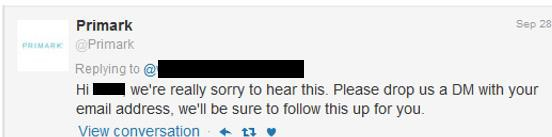 Primark
Sep 28
PRIMARK
@Primark
Replying to @
Hi, we're really sorry to hear this. Please drop us a DM with your
email address, we'll be sure to follow this up for you.
View conversation